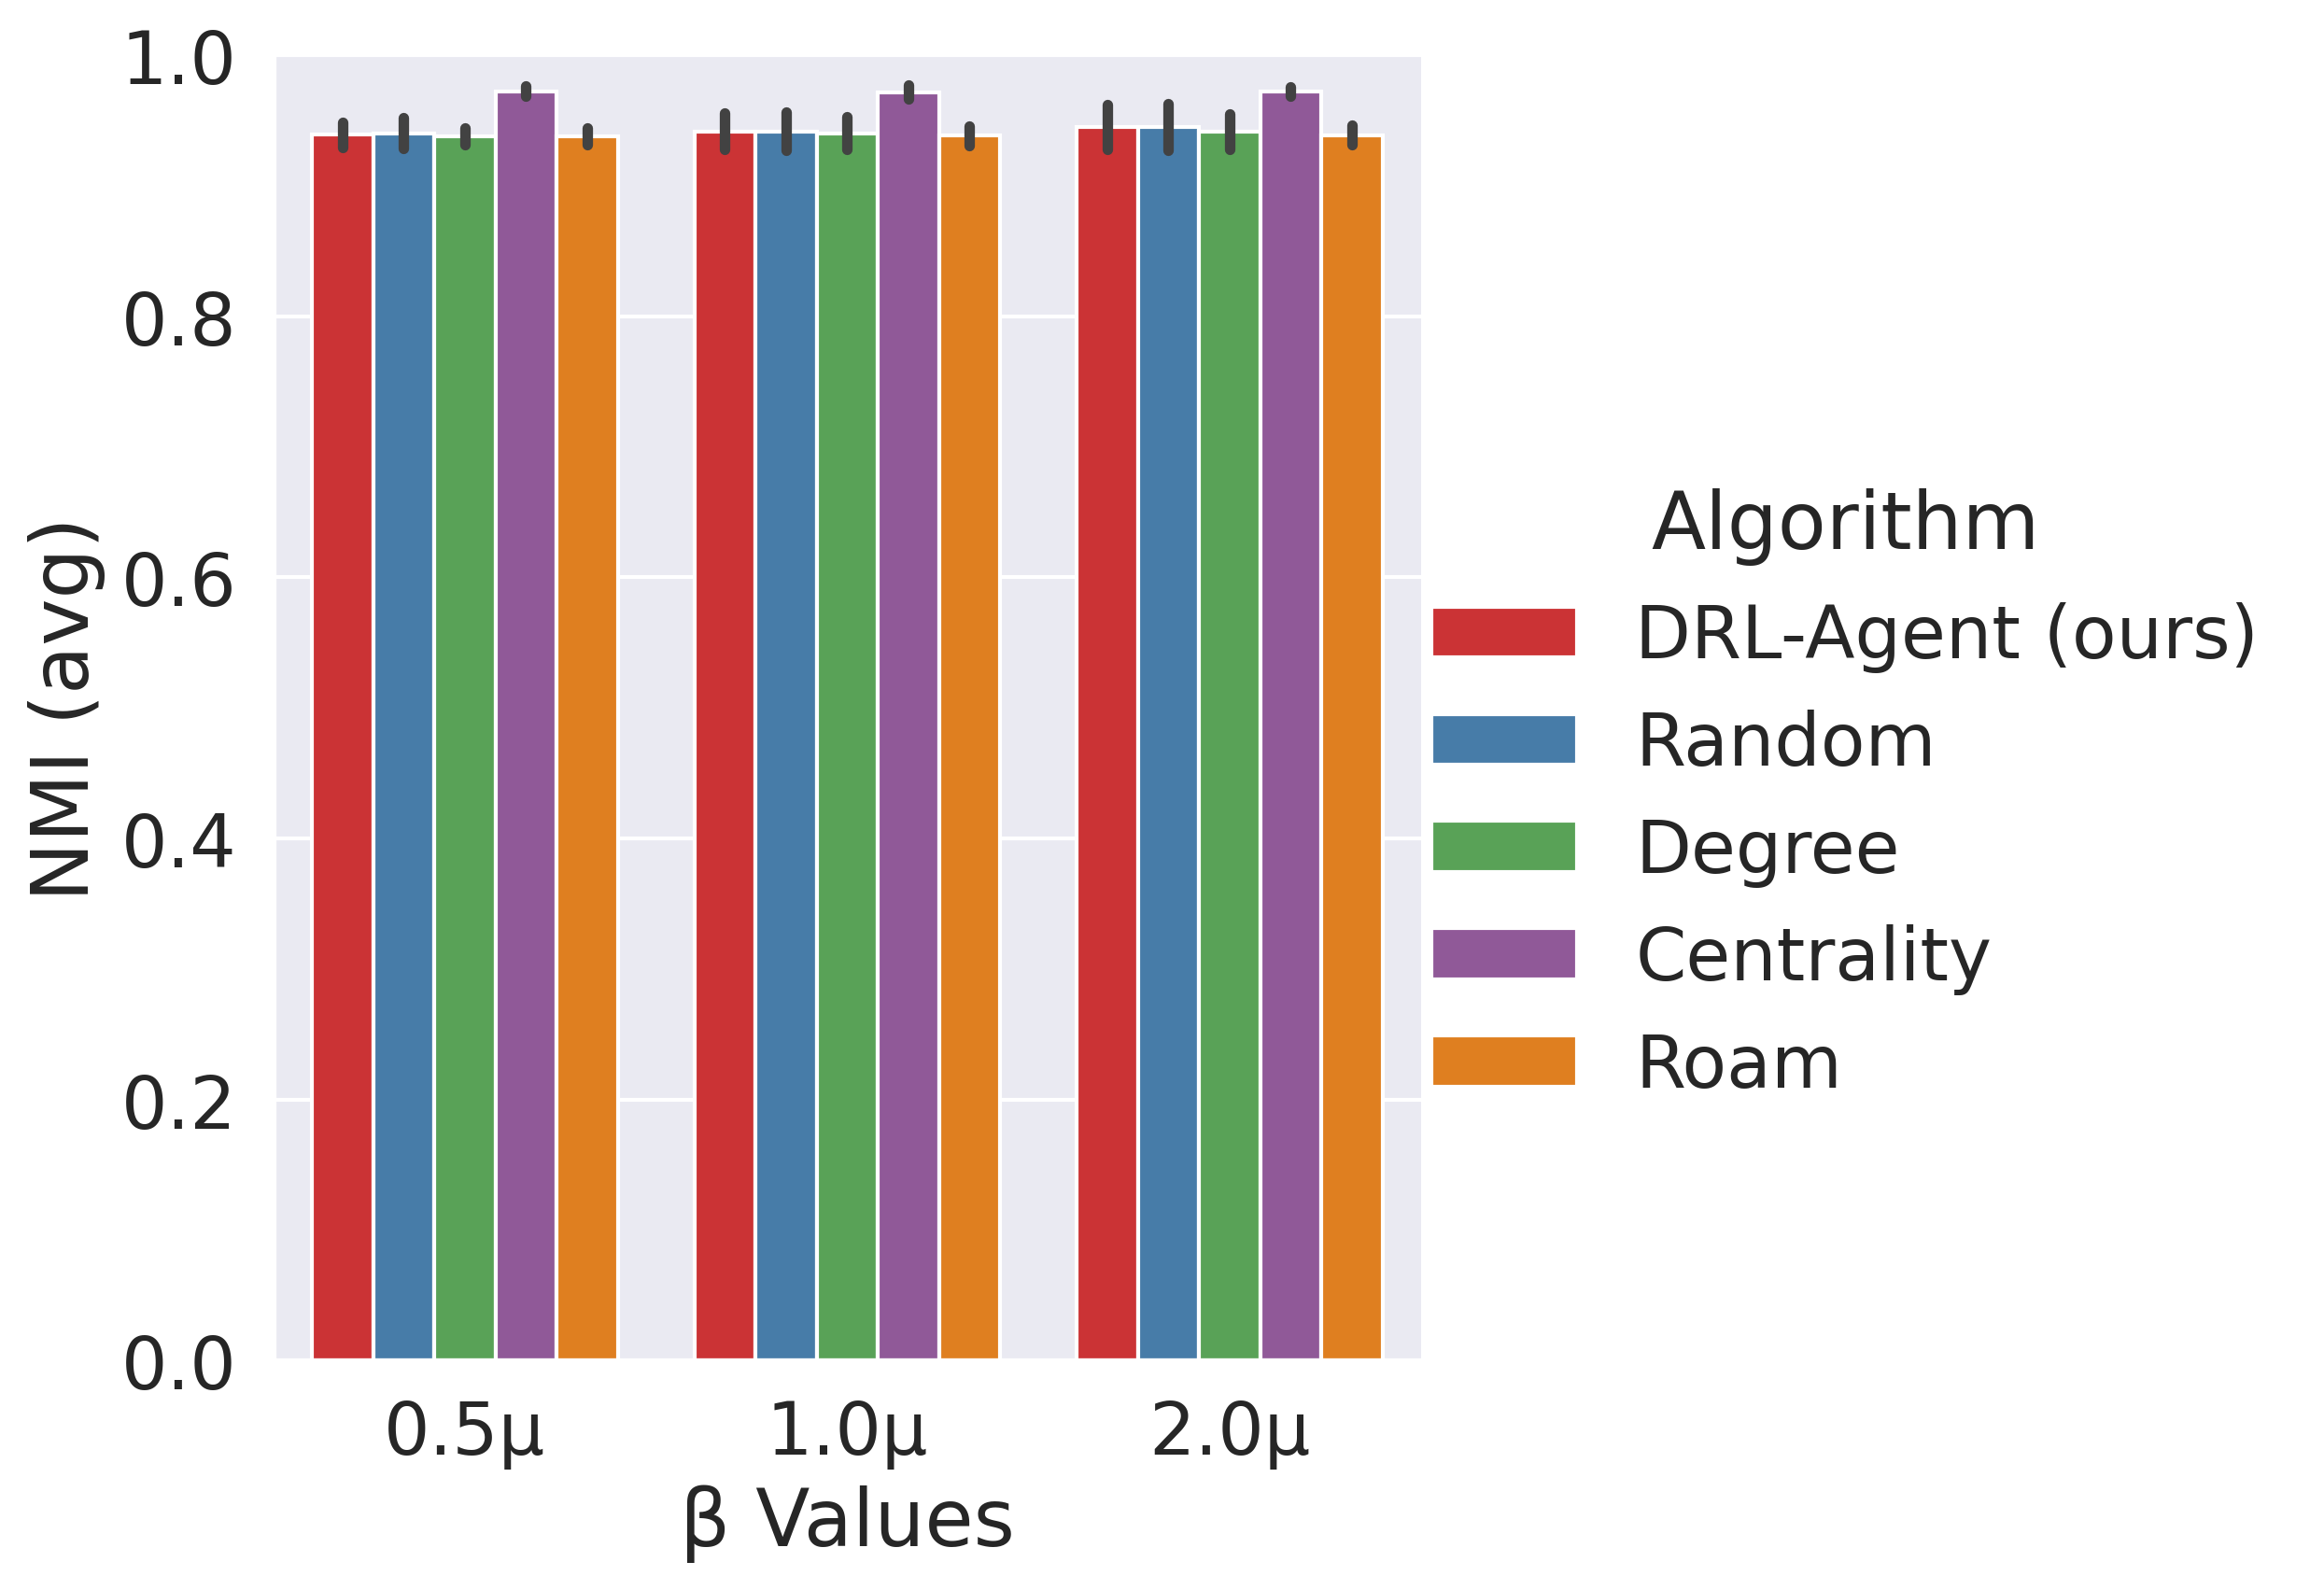 1.0
0.8
0.6
0.4
0.2
0.0
NMI (avg)
0.5μ 1.0μ 2.0μ
β Values
Algorithm
DRL-Agent (ours)
Random
Degree
Centrality
Roam